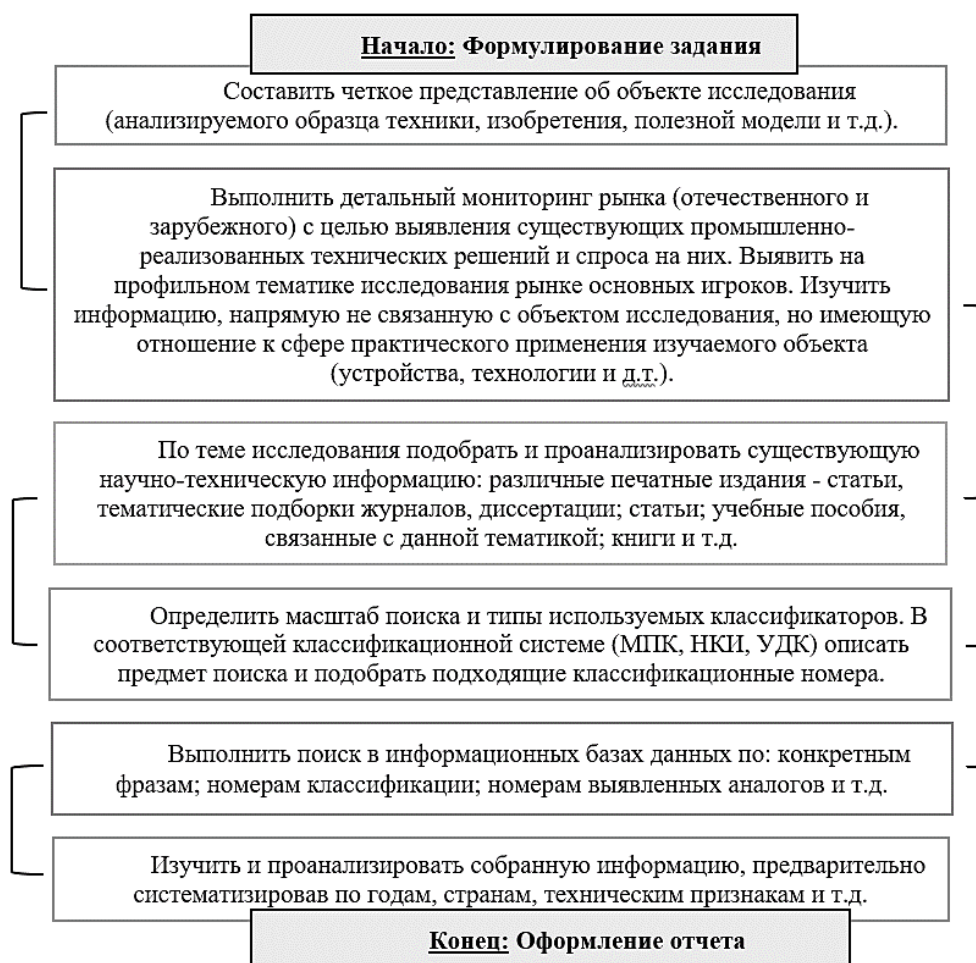 Начало: Формулирование задания
Составить четкое представление об объекте исследования
(анализируемого образца техники, изобретения, полезной модели и т.д.).
Выполнить детальный мониторинг рынка (отечественного и
зарубежного) с целью выявления существующих промышленно-
реализованных технических решений и спроса на них. Выявить на
профильном тематике исследования рынке основных игроков. Изучить
информацию, напрямую не связанную с объектом исследования, но имеющую
отношение к сфере практического применения изучаемого объекта
(устройства, технологии и д.т.).
По теме исследования подобрать и проанализировать существующую
научно-техническую информацию: различные печатные издания - статьи,
тематические подборки журналов, диссертации; статьи; учебные пособия,
связанные с данной тематикой; книги и т.д.
Определить масштаб поиска и типы используемых классификаторов. В
соответствующей классификационной системе (МПК, НКИ, УДК) описать
предмет поиска и подобрать подходящие классификационные номера.
Выполнить поиск в информационных базах данных по: конкретным
фразам; номерам классификации; номерам выявленных аналогов и т.д.
Изучить и проанализировать собранную информацию, предварительно
систематизировав по годам, странам, техническим признакам и т.д.
Конец: Оформление отчета